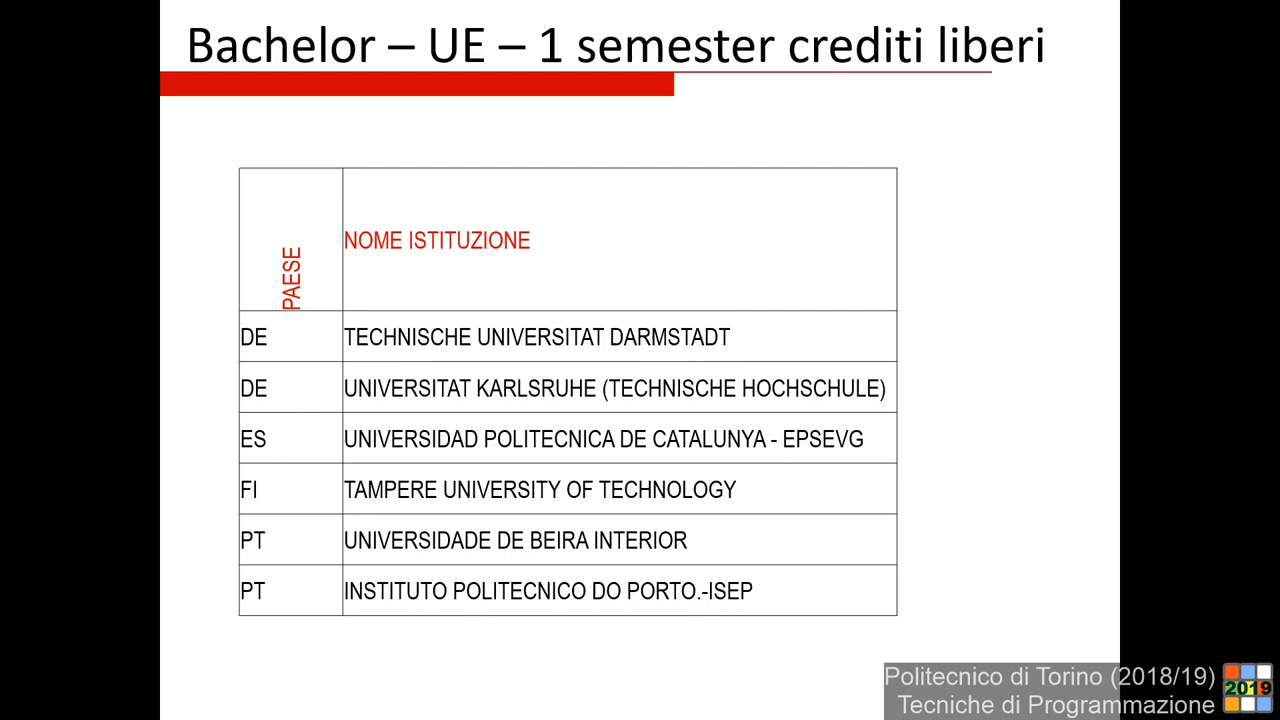 Bachelor – UE – 1 semester crediti liberi
PAESE
NOME ISTITUZIONE
DE TECHNISCHE UNIVERSITAT DARMSTADT
DE UNIVERSITAT KARLSRUHE (TECHNISCHE HOCHSCHULE)
ES UNIVERSIDAD POLITECNICA DE CATALUNYA - EPSEVG
FI TAMPERE UNIVERSITY OF TECHNOLOGY
PT UNIVERSIDADE DE BEIRA INTERIOR
PT INSTITUTO POLITECNICO DO PORTO.-ISEP
Politecnico di Torino (2018/19)
Tecniche di Programmazione
2019